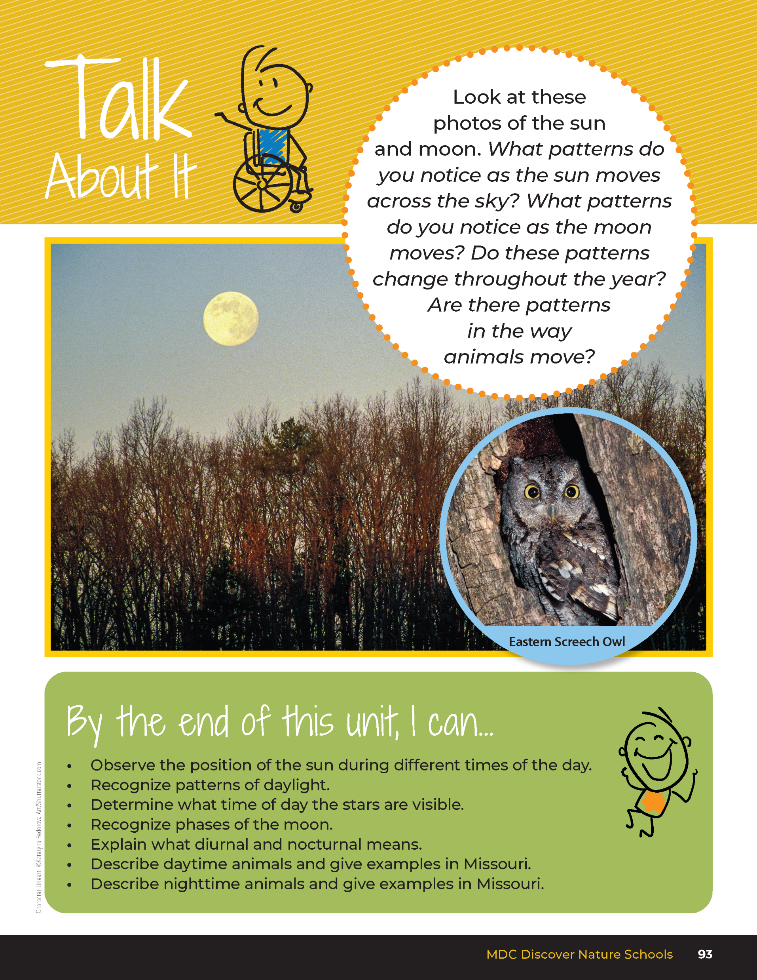 Talk
About It
Look at these
photos of the sun
and moon. What patterns do
you notice as the sun moves
across the sky? What patterns
do you notice as the moon
moves? Do these patterns
change throughout the year?
Are there patterns
in the way
animals move?
Eastern Screech Owl
By the end of this unit, I can...
• Observe the position of the sun during different times of the day.
• Recognize patterns of daylight.
• Determine what time of day the stars are visible.
• Recognize phases of the moon.
• Explain what diurnal and nocturnal means.
• Describe daytime animals and give examples in Missouri.
• Describe nighttime animals and give examples in Missouri.
MDC Discover Nature Schools 93